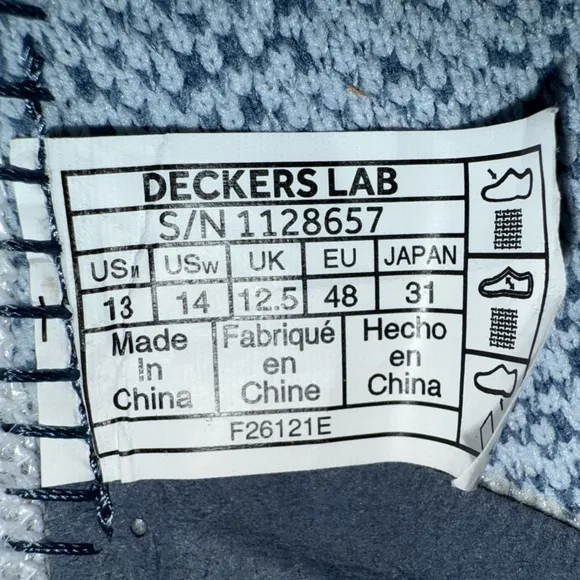 DECKERS LAB
S/N 1128657
USM USW UK EU JAPAN
13 14 12.5 48 31
Made Fabriqué Hecho
In en en
China Chine China
F26121E